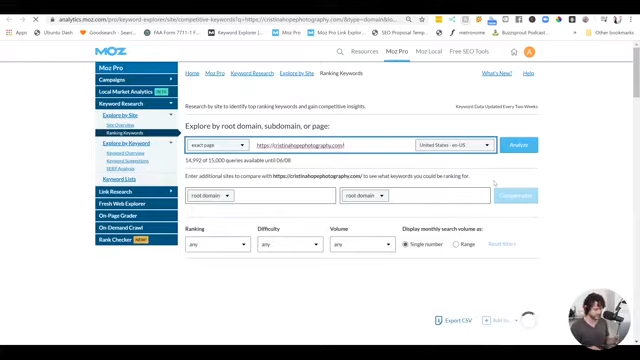 analytics.moz.com/pro/keyword-explorer/site/competitive-keywords?q=https://cristinahopephotography.com/&type=domain&lo
Apps
Ubuntu Dash
Goodsearch - Search...
FAA Form 7711-1 C
Moz Pro
Moz Pro Link Explor
SEO Proposal Temp
Buzzsprout Product
MOZ
Resources
Moz Pro
Moz Local
Free SEO Tools
Moz Pro
Campaigns
Local Market Analytics BETA
Keyword Research
Explore by Site
Site Overview
Ranking Keywords
Explore by Keyword
Keyword Overview
Keyword Suggestions
SERP Analysis
Keyword Lists
Link Research
Fresh Web Explorer
On-Page Grader
On-Demand Crawl
Rank Checker NEW!
Home
Moz Pro
Keyword Research
Explore by Site
Ranking Keywords
What's New?
Help
Research by site to identify top ranking keywords and gain competitive insights.
Keyword Data Updated Every Two Weeks
Explore by root domain, subdomain, or page:
exact page
https://cristinahopephotography.com/
United States - en-US
Analyze
14,992 of 15,000 queries available until 06/08
Enter additional sites to compare with https://cristinahopephotography.com/ to see what keywords you could be ranking for.
root domain
root domain
Compare sites
Ranking
Difficulty
Volume
Display monthly search volume as:
any
any
any
Single number
Range
Reset filters
Export CSV
Add to...